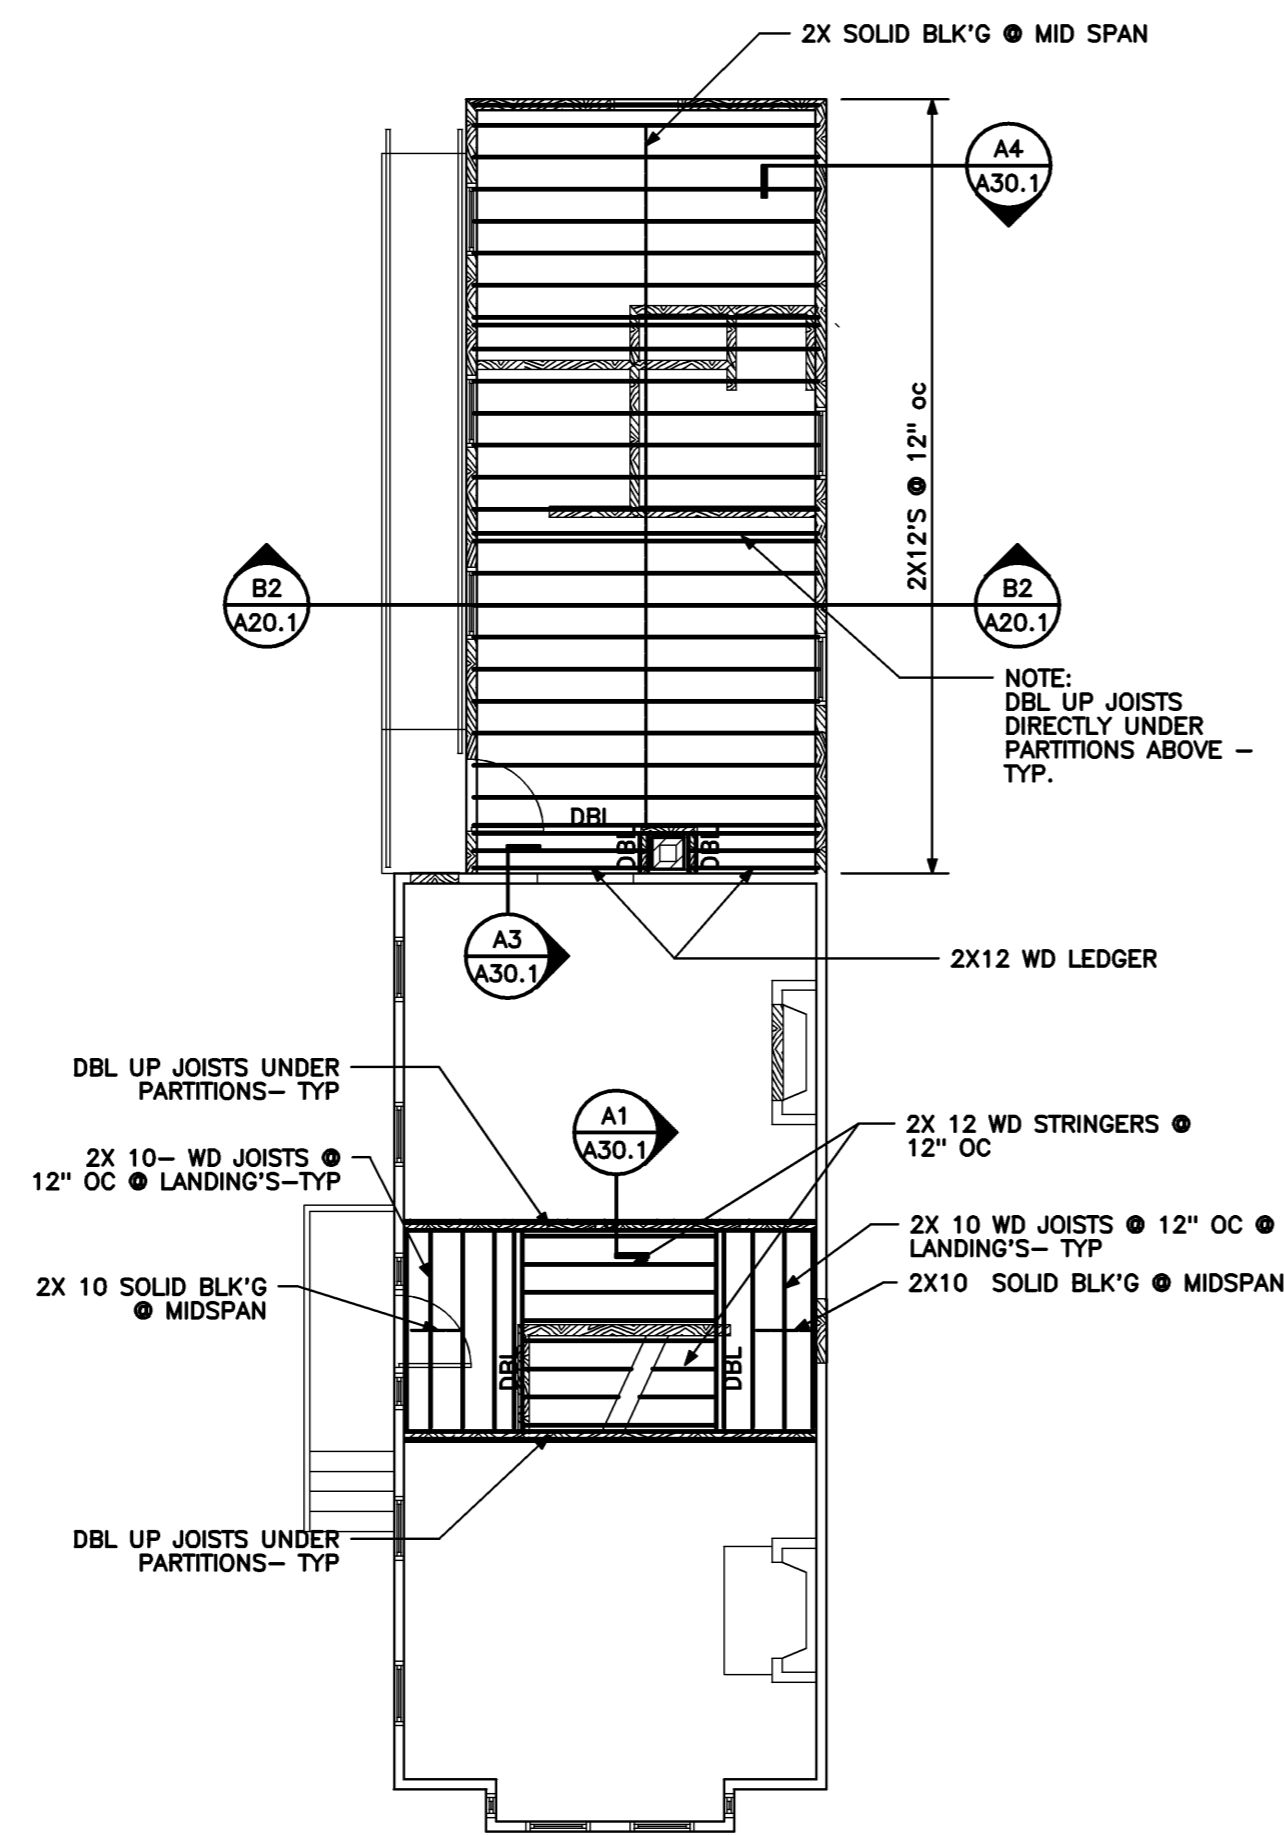 2X SOLID BLK'G @ MID SPAN
A4
A30.1
2X12'S @ 12" oc
B2
A20.1
B2
A20.1
NOTE:
DBL UP JOISTS
DIRECTLY UNDER
PARTITIONS ABOVE –
TYP.
DBL
DBL
DBL
A3
A30.1
2X12 WD LEDGER
DBL UP JOISTS UNDER
PARTITIONS– TYP
A1
A30.1
2X 12 WD STRINGERS @
12" OC
2X 10– WD JOISTS @
12" OC @ LANDING'S–TYP
2X 10 WD JOISTS @ 12" OC @
LANDING'S– TYP
2X 10 SOLID BLK'G
@ MIDSPAN
2X10 SOLID BLK'G @ MIDSPAN
DBL
DBL
DBL UP JOISTS UNDER
PARTITIONS– TYP